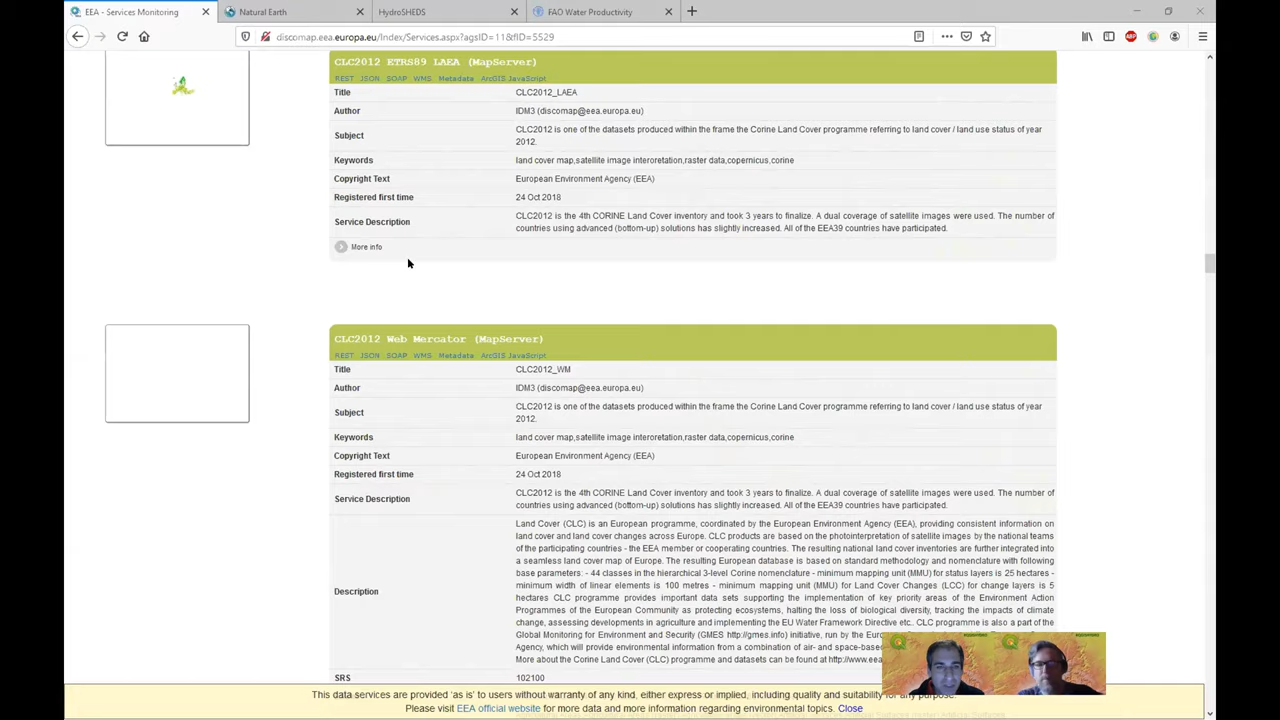 EEA - Services Monitoring
Natural Earth
HydroSHEDS
FAO Water Productivity
discomap.eea.europa.eu/Index/Services.aspx?agsID=11&fID=5529
CLC2012 ETRS89 LAEA (MapServer)
REST JSON SOAP WMS Metadata ArcGIS JavaScript
Title CLC2012_LAEA
Author IDM3 (discomap@eea.europa.eu)
Subject CLC2012 is one of the datasets produced within the frame the Corine Land Cover programme referring to land cover / land use status of year
2012.
Keywords land cover map,satellite image interoretation,raster data,copernicus,corine
Copyright Text European Environment Agency (EEA)
Registered first time 24 Oct 2018
Service Description CLC2012 is the 4th CORINE Land Cover inventory and took 3 years to finalize. A dual coverage of satellite images were used. The number of
countries using advanced (bottom-up) solutions has slightly increased. All of the EEA39 countries have participated.
More info
CLC2012 Web Mercator (MapServer)
REST JSON SOAP WMS Metadata ArcGIS JavaScript
Title CLC2012_WM
Author IDM3 (discomap@eea.europa.eu)
Subject CLC2012 is one of the datasets produced within the frame the Corine Land Cover programme referring to land cover / land use status of year
2012.
Keywords land cover map,satellite image interoretation,raster data,copernicus,corine
Copyright Text European Environment Agency (EEA)
Registered first time 24 Oct 2018
Service Description CLC2012 is the 4th CORINE Land Cover inventory and took 3 years to finalize. A dual coverage of satellite images were used. The number of
countries using advanced (bottom-up) solutions has slightly increased. All of the EEA39 countries have participated.
Land Cover (CLC) is an European programme, coordinated by the European Environment Agency (EEA), providing consistent information on
land cover and land cover changes across Europe. CLC products are based on the photointerpretation of satellite images by the national teams
of the participating countries - the EEA member or cooperating countries. The resulting national land cover inventories are further integrated into
a seamless land cover map of Europe. The resulting European database is based on standard methodology and nomenclature with following
base parameters: - 44 classes in the hierarchical 3-level Corine nomenclature - minimum mapping unit (MMU) for status layers is 25 hectares -
minimum width of linear elements is 100 metres - minimum mapping unit (MMU) for Land Cover Changes (LCC) for change layers is 5
Description hectares CLC programme provides important data sets supporting the implementation of key priority areas of the Environment Action
Programmes of the European Community as protecting ecosystems, halting the loss of biological diversity, tracking the impacts of climate
change, assessing developments in agriculture and implementing the EU Water Framework Directive etc.. CLC programme is also a part of the
Global Monitoring for Environment and Security (GMES http://gmes.info) initiative, run by the Euro
Agency, which will provide environmental information from a combination of air- and space-bas
More about the Corine Land Cover (CLC) programme and datasets can be found at http://www.eea
SRS 102100
This data services are provided 'as is' to users without warranty of any kind, either express or implied, including quality and suitability for any purpose.
Please visit EEA official website for more data and more information regarding environmental topics. Close